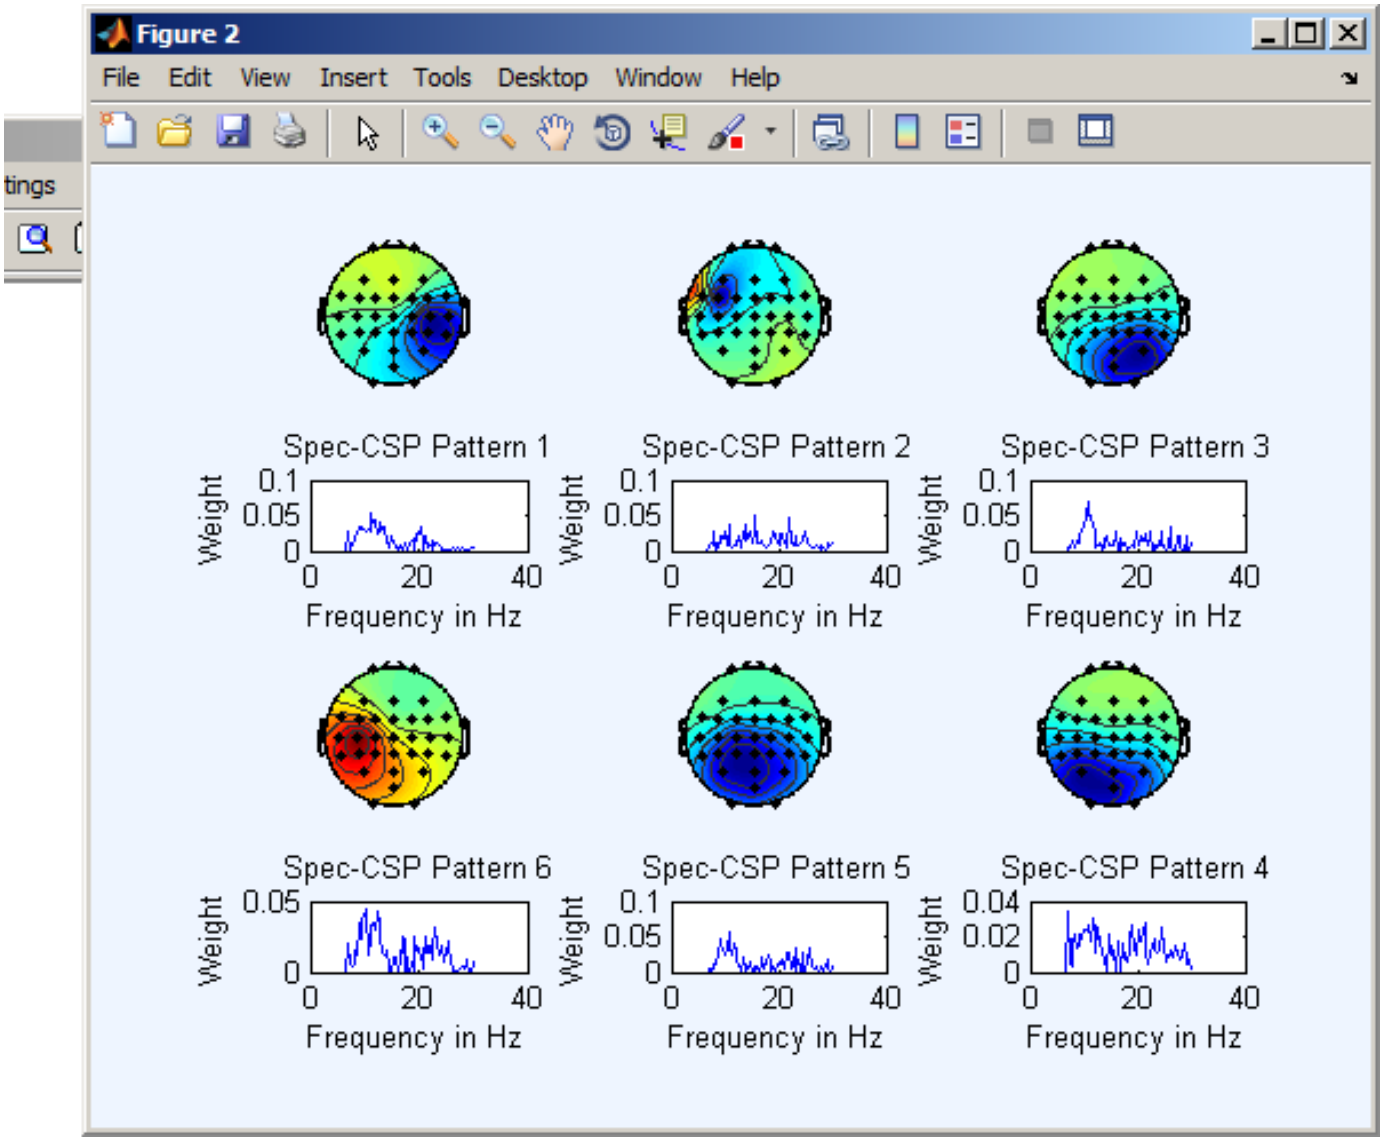 Figure 2
File Edit View Insert Tools Desktop Window Help
tings
Spec-CSP Pattern 1
Weight
0.1
0.05
0
0 20 40
Frequency in Hz
Spec-CSP Pattern 2
Weight
0.1
0.05
0
0 20 40
Frequency in Hz
Spec-CSP Pattern 3
Weight
0.1
0.05
0
0 20 40
Frequency in Hz
Spec-CSP Pattern 6
Weight
0.05
0
0 20 40
Frequency in Hz
Spec-CSP Pattern 5
Weight
0.1
0.05
0
0 20 40
Frequency in Hz
Spec-CSP Pattern 4
Weight
0.04
0.02
0
0 20 40
Frequency in Hz